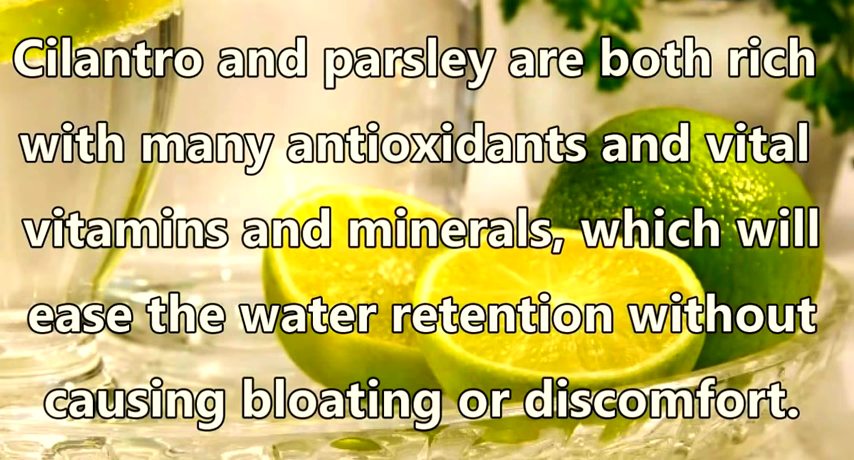 Cilantro and parsley are both rich
with many antioxidants and vital
vitamins and minerals, which will
ease the water retention without
causing bloating or discomfort.